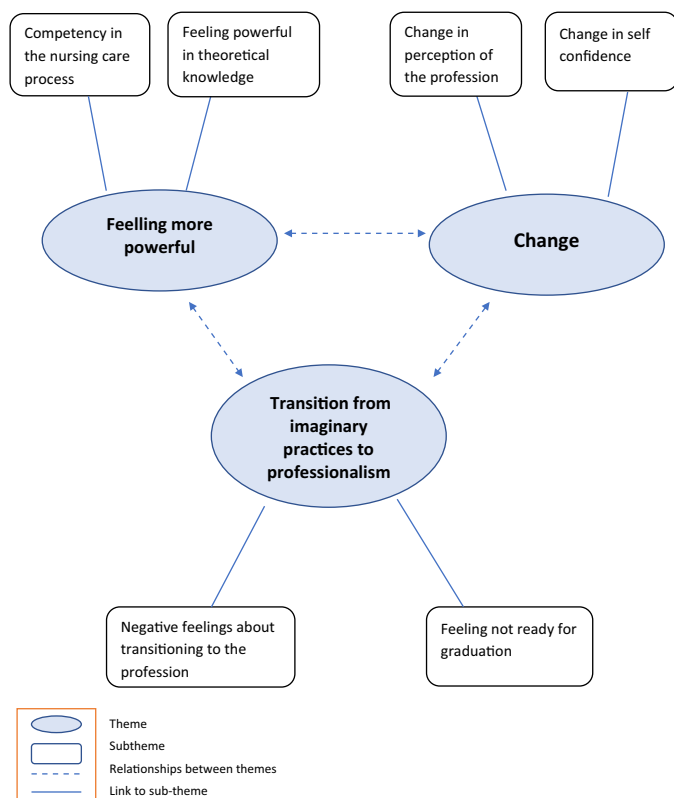 Competency in
the nursing care
process
Feeling powerful
in theoretical
knowledge
Change in
perception of
the profession
Change in self
confidence
Feelling more
powerful
Change
Transition from
imaginary
practices to
professionalism
Negative feelings about
transitioning to the
profession
Feeling not ready for
graduation
Theme
Subtheme
Relationships between themes
Link to sub-theme